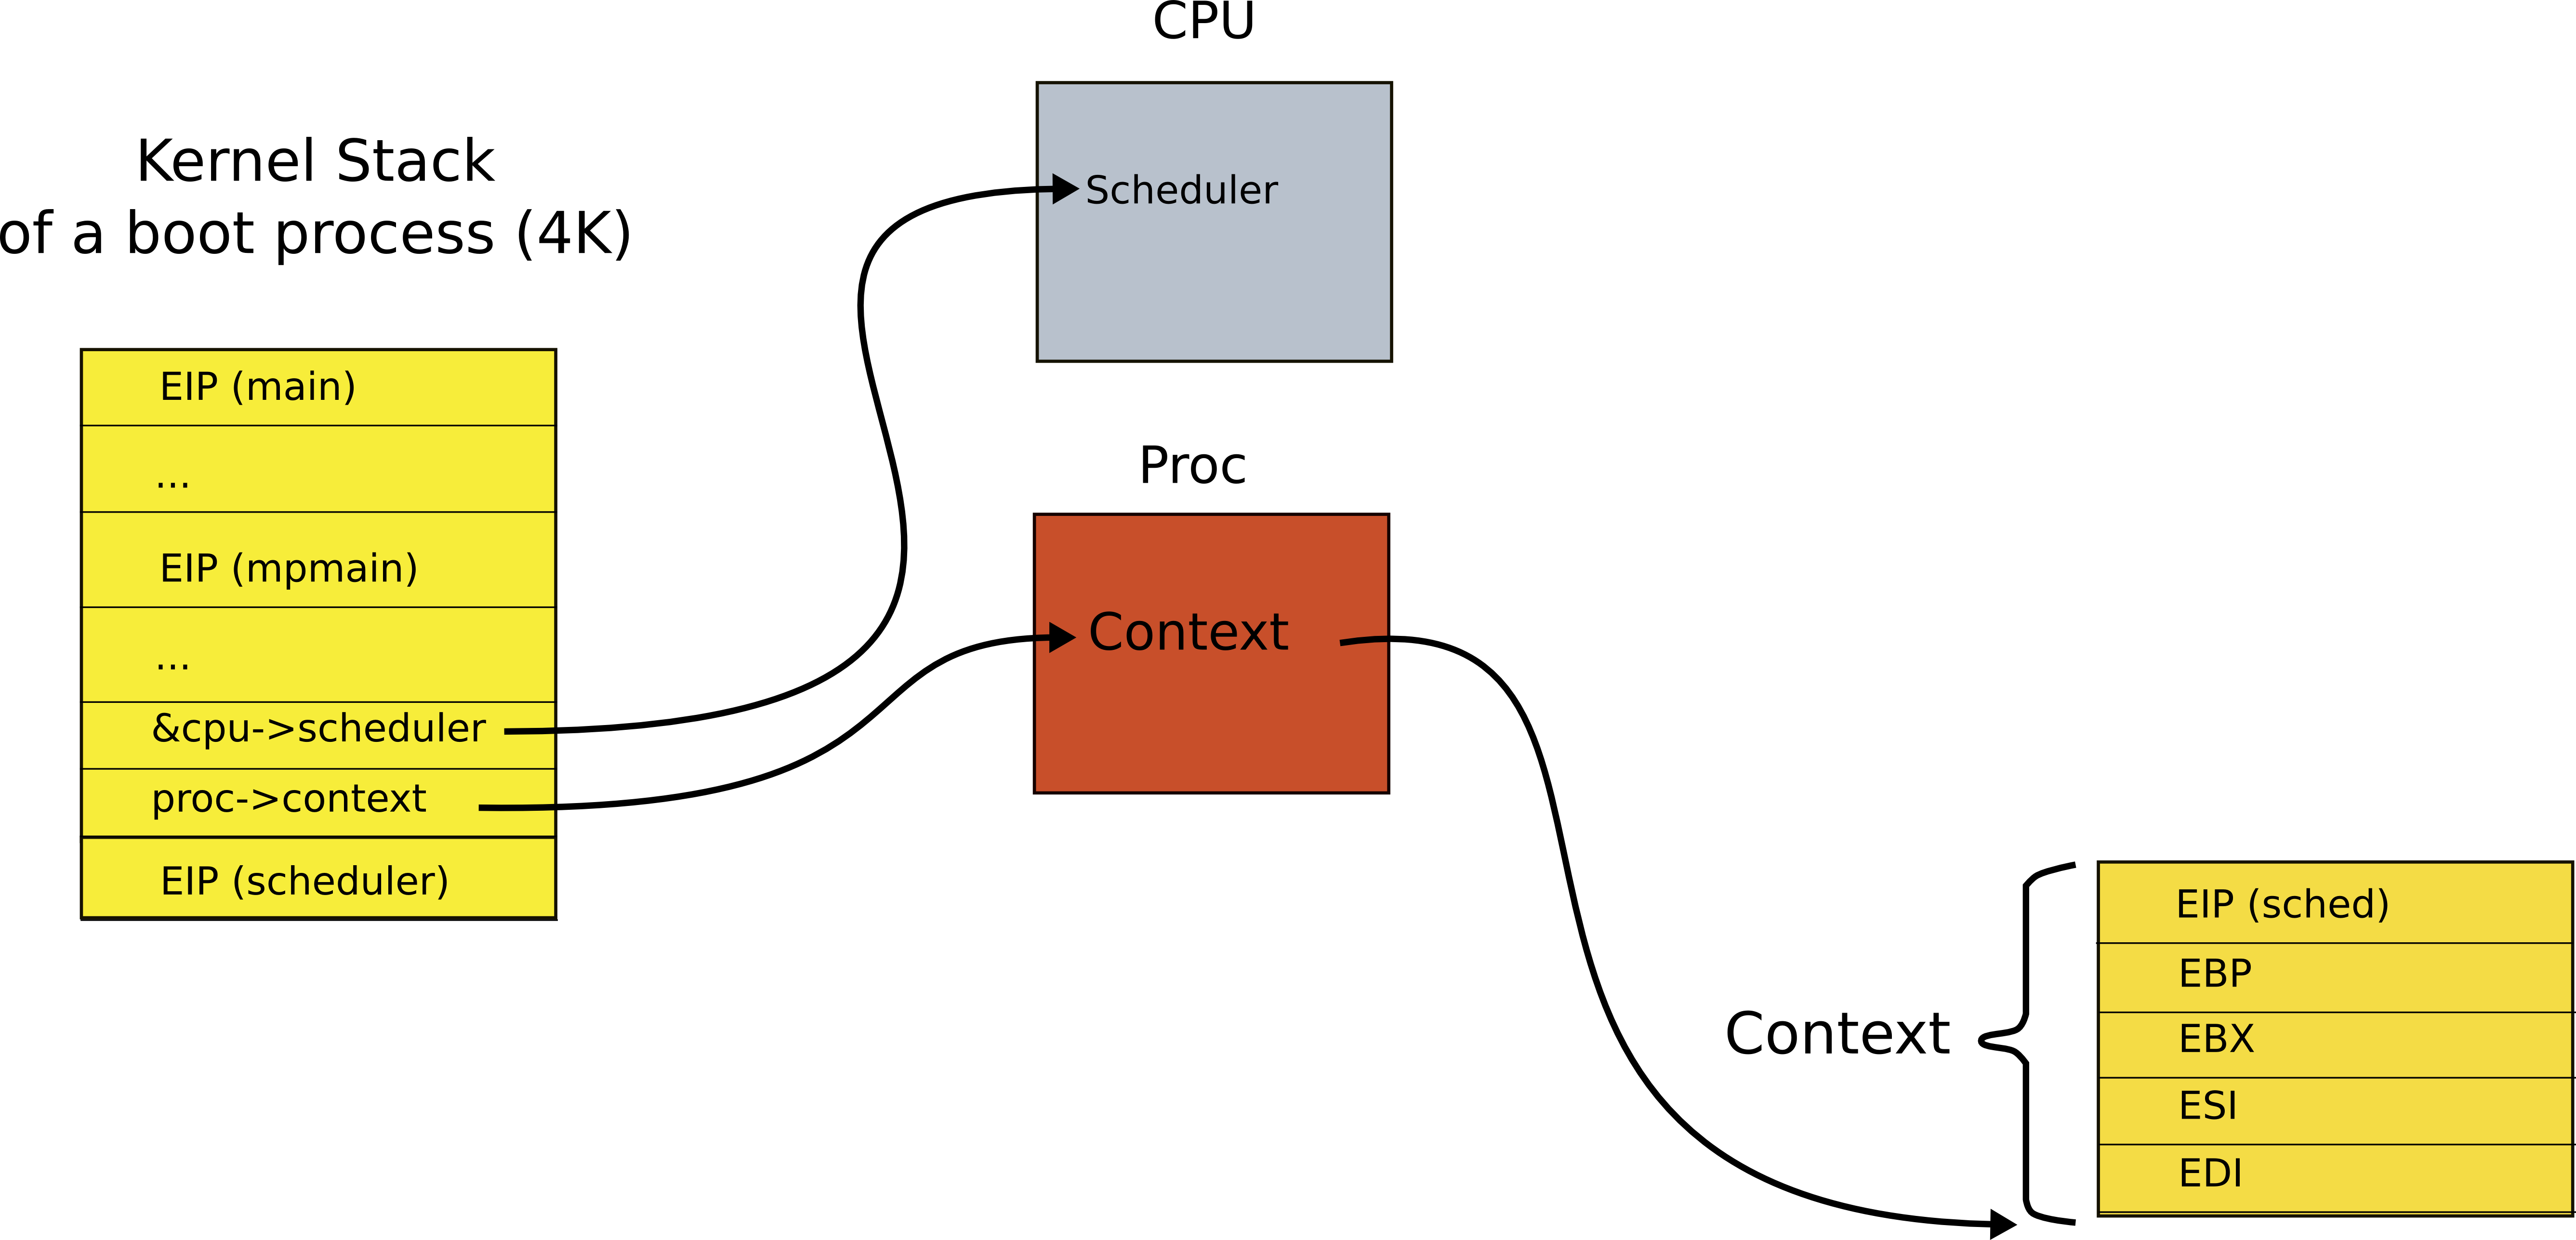 CPU
Scheduler
Kernel Stack
of a boot process (4K)
EIP (main)
...
EIP (mpmain)
...
&cpu->scheduler
proc->context
EIP (scheduler)
Proc
Context
Context
EIP (sched)
EBP
EBX
ESI
EDI